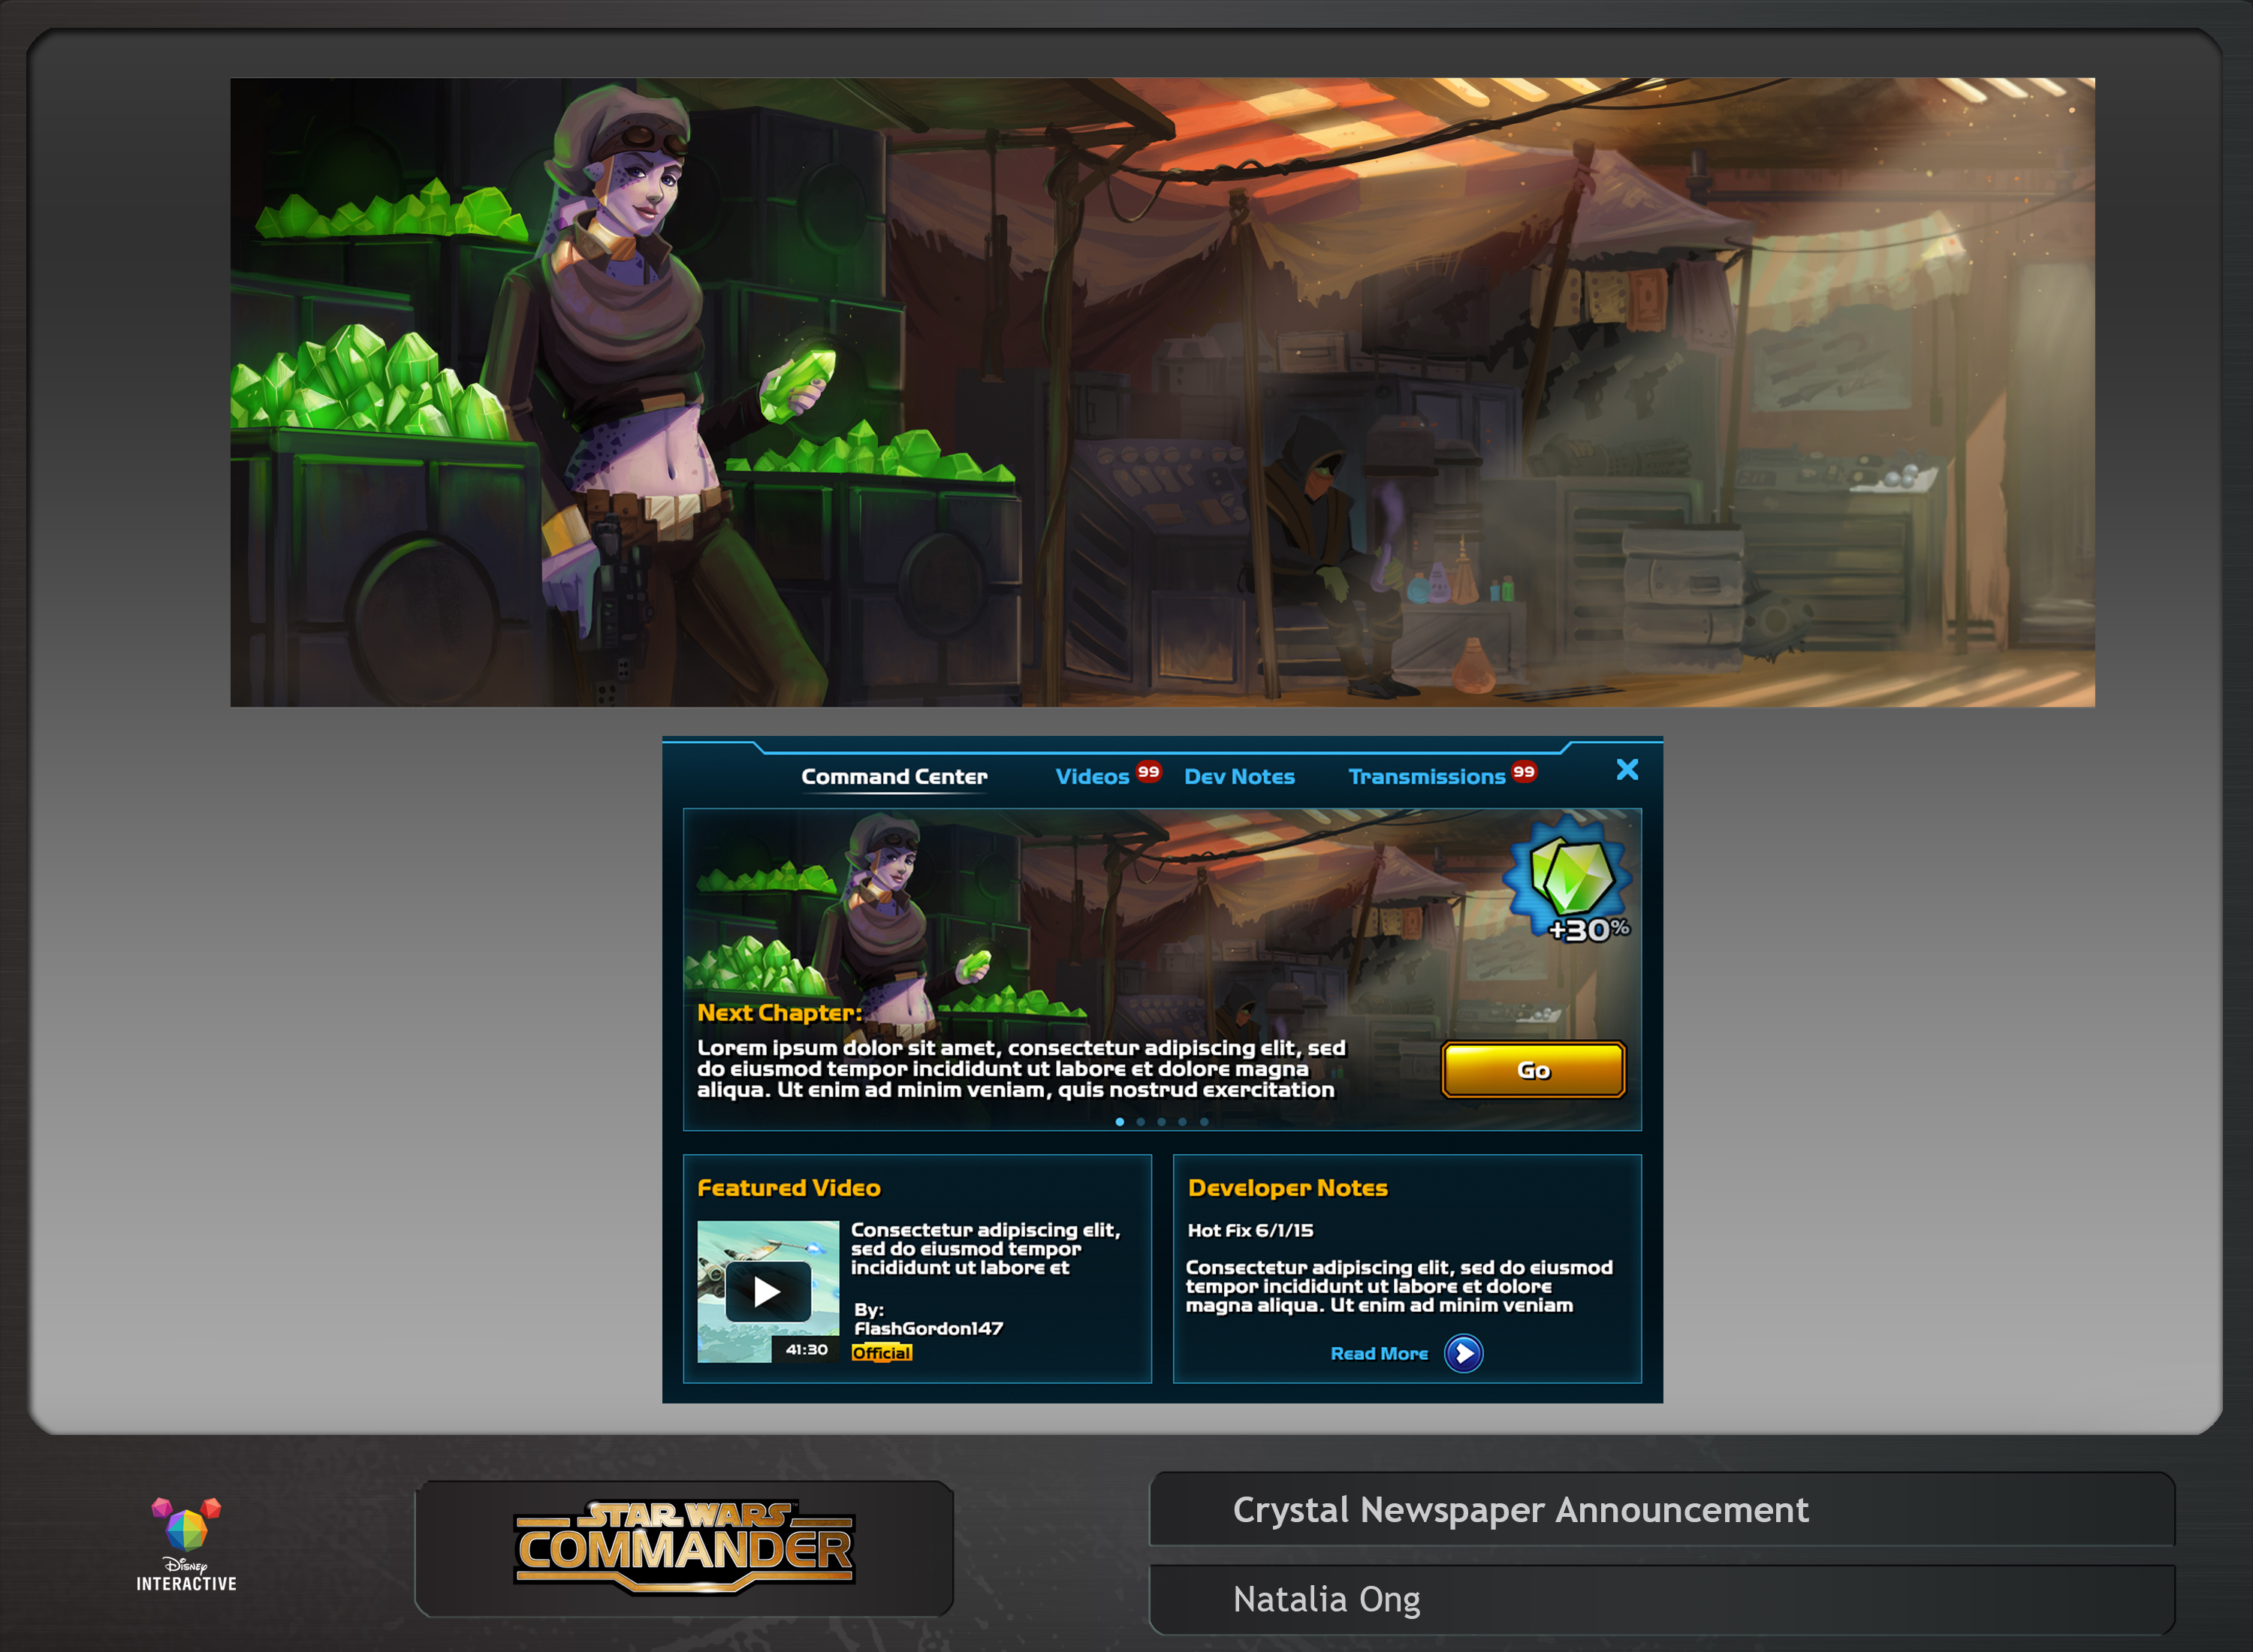 Command Center
Videos 99
Dev Notes
Transmissions 99
+30%
Next Chapter:
Lorem ipsum dolor sit amet, consectetur adipiscing elit, sed
do eiusmod tempor incididunt ut labore et dolore magna
aliqua. Ut enim ad minim veniam, quis nostrud exercitation
Go
Featured Video
Consectetur adipiscing elit,
sed do eiusmod tempor
incididunt ut labore et
By:
FlashGordon147
Official
41:30
Developer Notes
Hot Fix 6/1/15
Consectetur adipiscing elit, sed do eiusmod
tempor incididunt ut labore et dolore
magna aliqua. Ut enim ad minim veniam
Read More
Disney
INTERACTIVE
STAR WARS™
COMMANDER
Crystal Newspaper Announcement
Natalia Ong